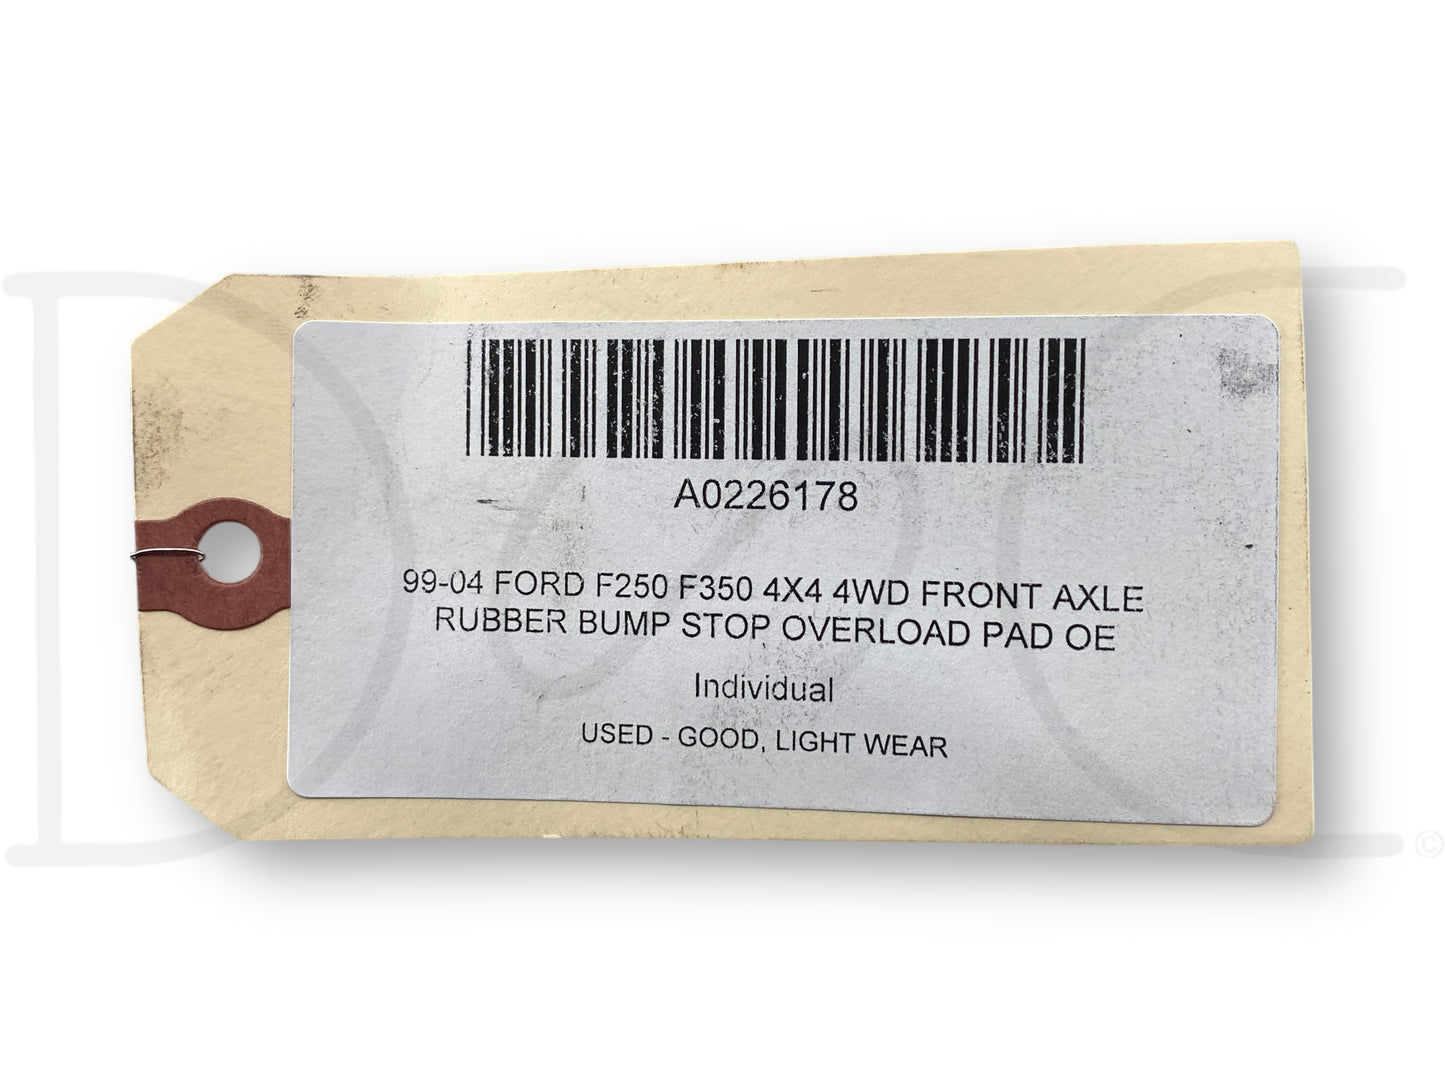 A0226178
99-04 FORD F250 F350 4X4 4WD FRONT AXLE
RUBBER BUMP STOP OVERLOAD PAD OE
Individual
USED - GOOD, LIGHT WEAR
©